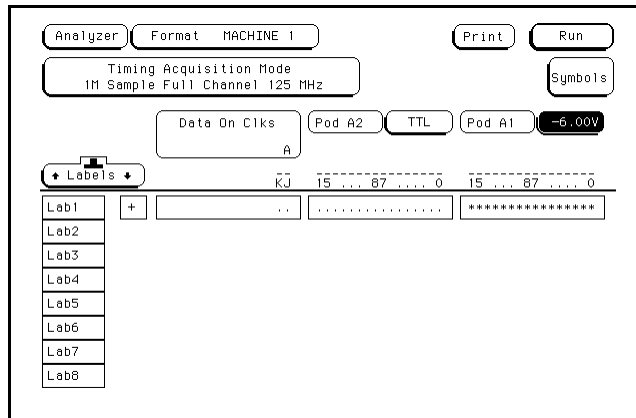 Analyzer Format MACHINE 1 Print Run
Timing Acquisition Mode
1M Sample Full Channel 125 MHz
Symbols
Data On Clks Pod A2 TTL Pod A1 -6.00V
A
↑ Labels ↓ KJ 15 ... 87 .... 0 15 ... 87 .... 0
Lab1 + .. ................ ****************
Lab2
Lab3
Lab4
Lab5
Lab6
Lab7
Lab8